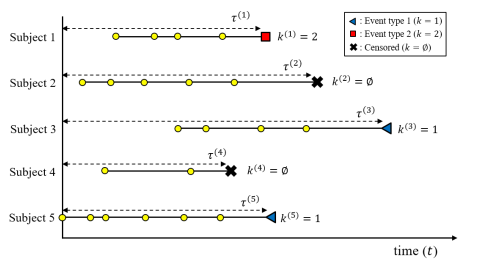 τ^(1)
: Event type 1 (k = 1)
: Event type 2 (k = 2)
: Censored (k = ∅)
Subject 1
k^(1) = 2
τ^(2)
Subject 2
k^(2) = ∅
τ^(3)
Subject 3
k^(3) = 1
τ^(4)
Subject 4
k^(4) = ∅
τ^(5)
Subject 5
k^(5) = 1
time (t)